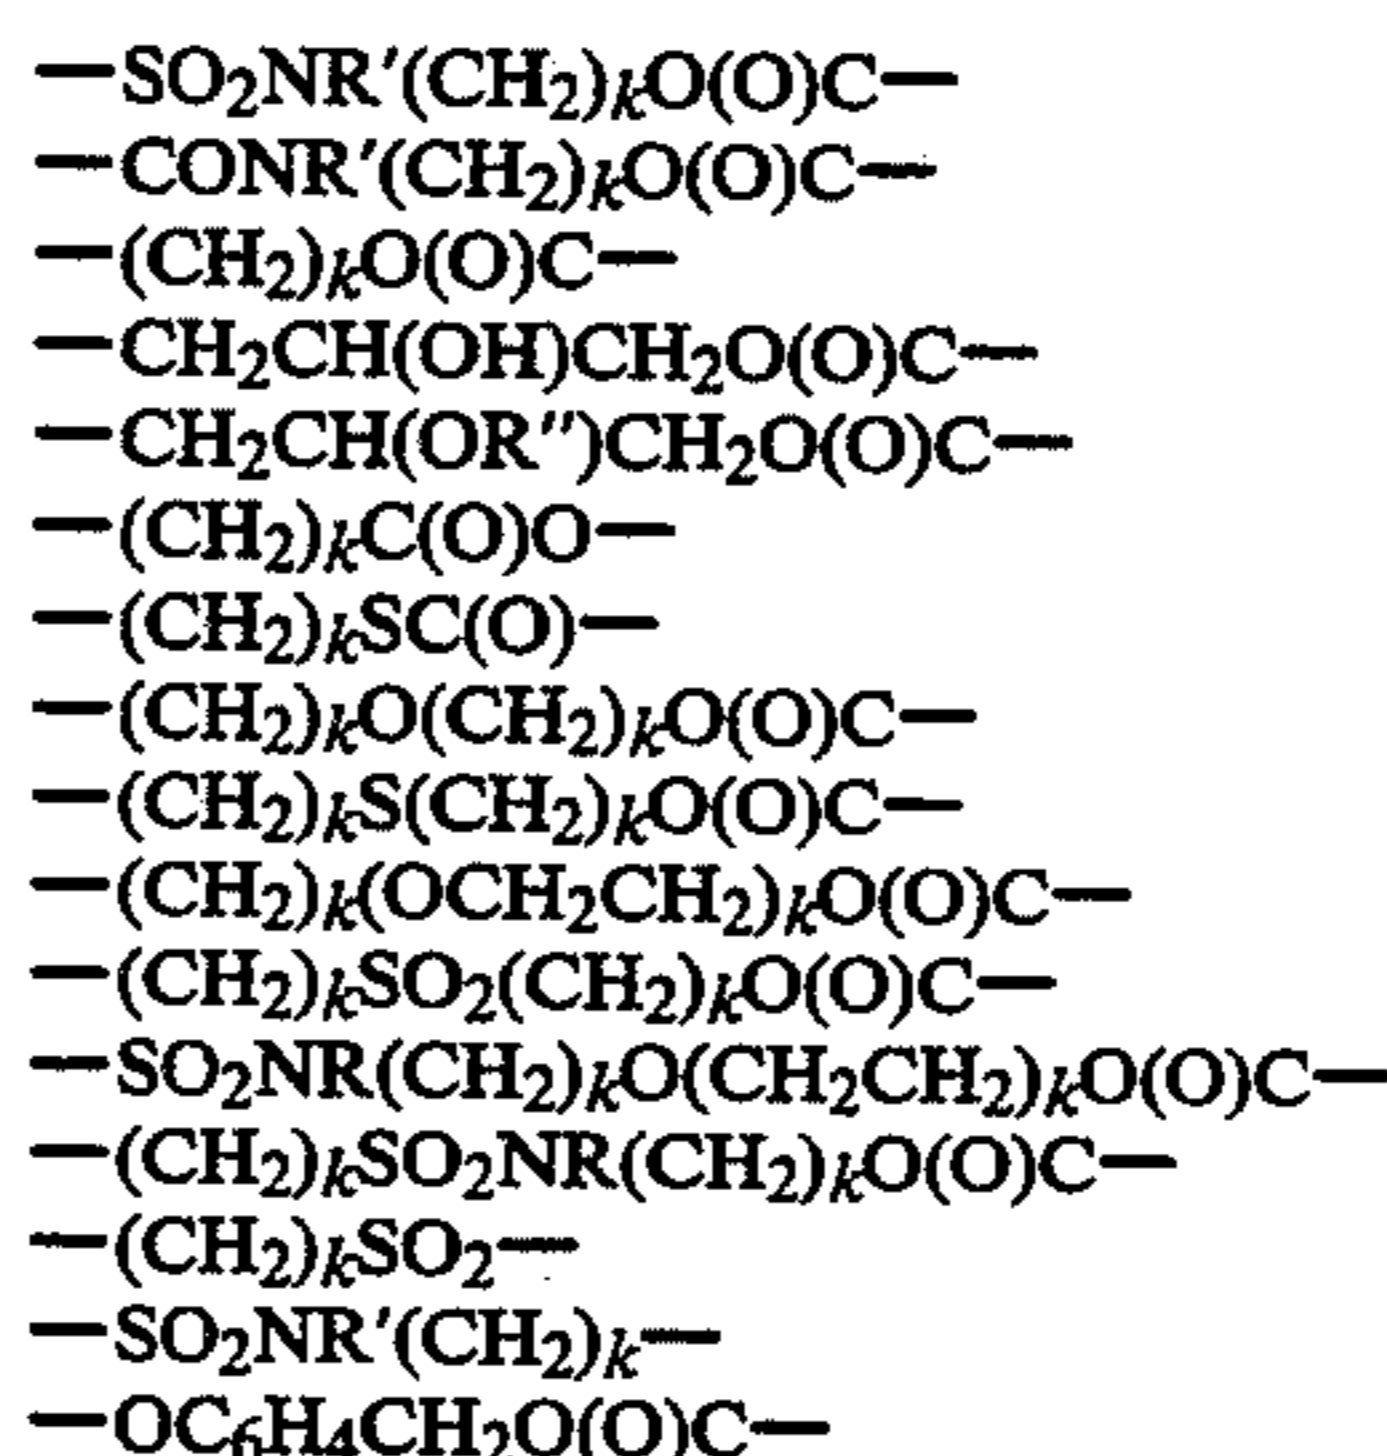 —SO₂NR′(CH₂)ₖO(O)C—
—CONR′(CH₂)ₖO(O)C—
—(CH₂)ₖO(O)C—
—CH₂CH(OH)CH₂O(O)C—
—CH₂CH(OR″)CH₂O(O)C—
—(CH₂)ₖC(O)O—
—(CH₂)ₖSC(O)—
—(CH₂)ₖO(CH₂)ₖO(O)C—
—(CH₂)ₖS(CH₂)ₖO(O)C—
—(CH₂)ₖ(OCH₂CH₂)ₖO(O)C—
—(CH₂)ₖSO₂(CH₂)ₖO(O)C—
—SO₂NR(CH₂)ₖO(CH₂CH₂)ₖO(O)C—
—(CH₂)ₖSO₂NR(CH₂)ₖO(O)C—
—(CH₂)ₖSO₂—
—SO₂NR′(CH₂)ₖ—
—OC₆H₄CH₂O(O)C—